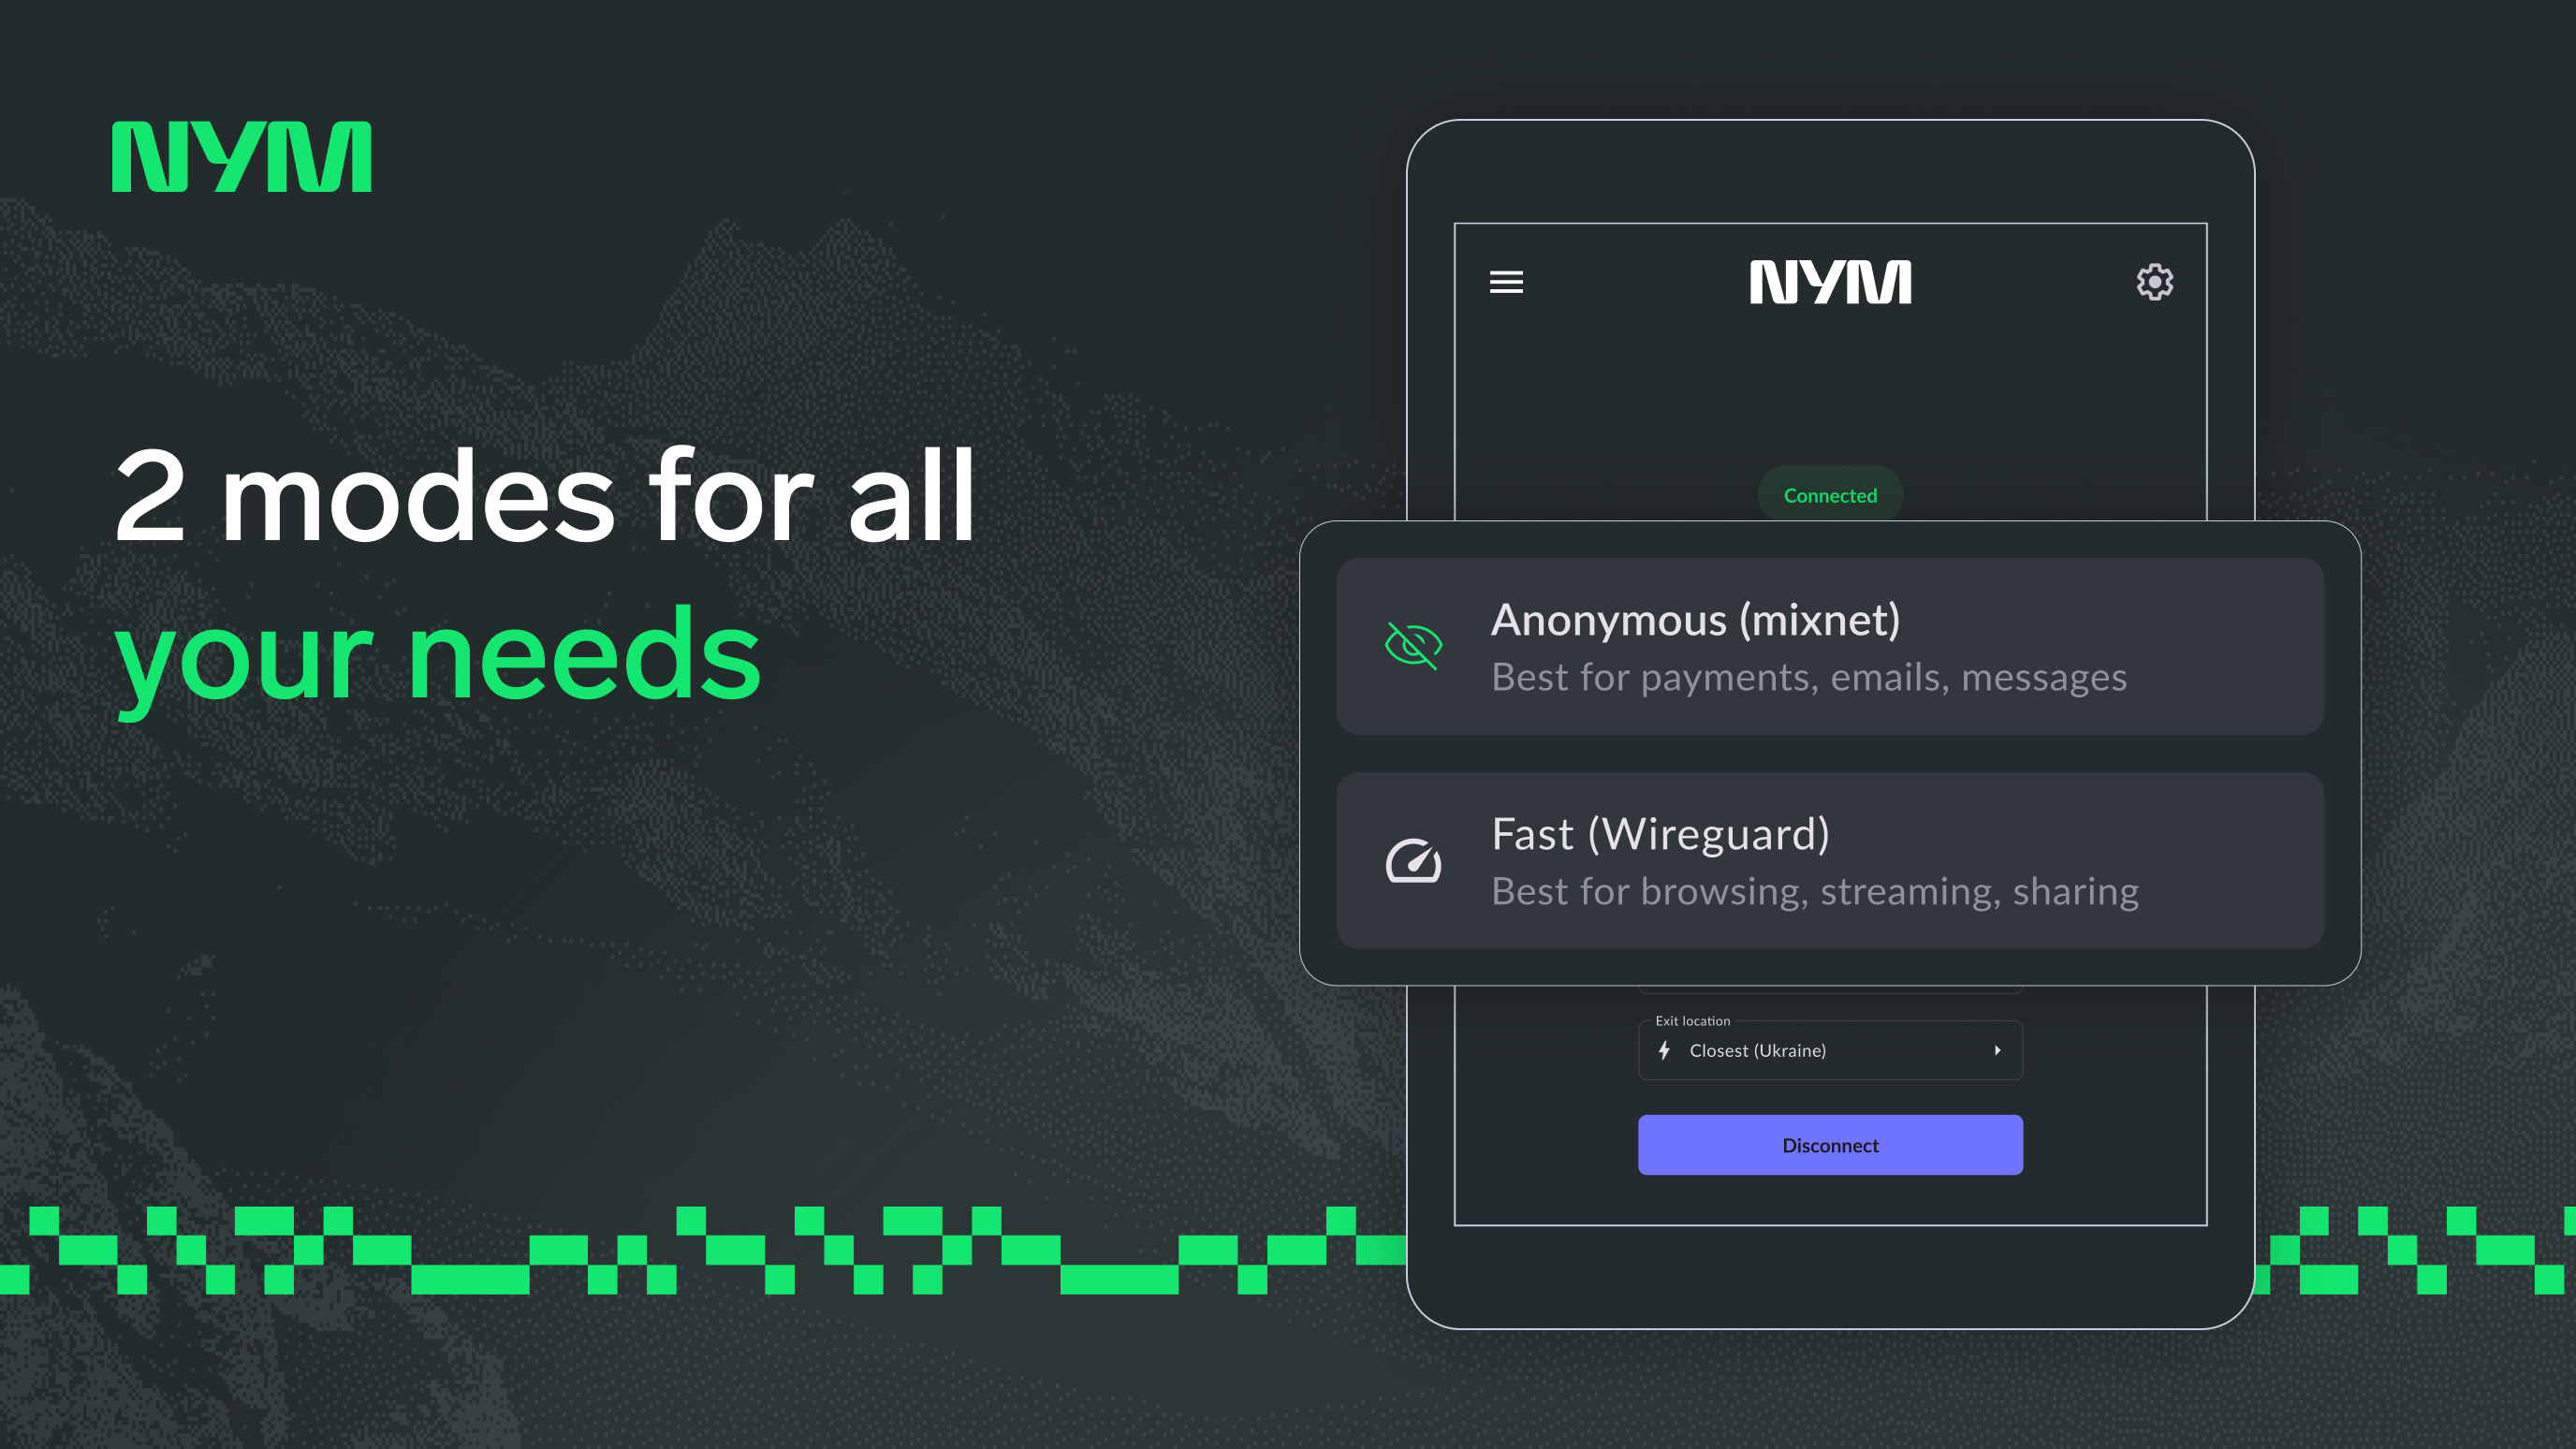 NYM
2 modes for all
your needs
NYM
Connected
Anonymous (mixnet)
Best for payments, emails, messages
Fast (Wireguard)
Best for browsing, streaming, sharing
Exit location
Closest (Ukraine)
Disconnect